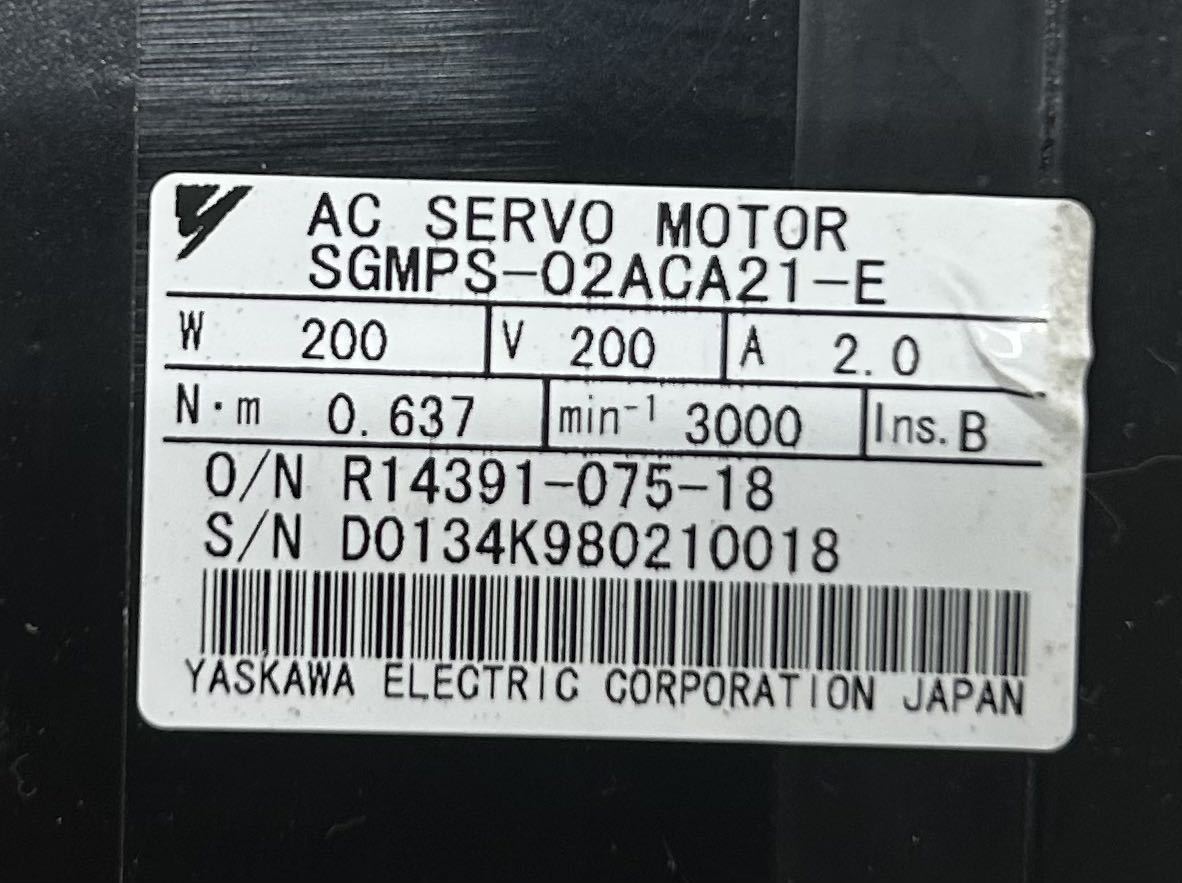 AC SERVO MOTOR
SGMPS-02ACA21-E
W 200 V 200 A 2.0
N·m 0.637 min⁻¹ 3000 Ins. B
O/N R14391-075-18
S/N D0134K980210018
YASKAWA ELECTRIC CORPORATION JAPAN